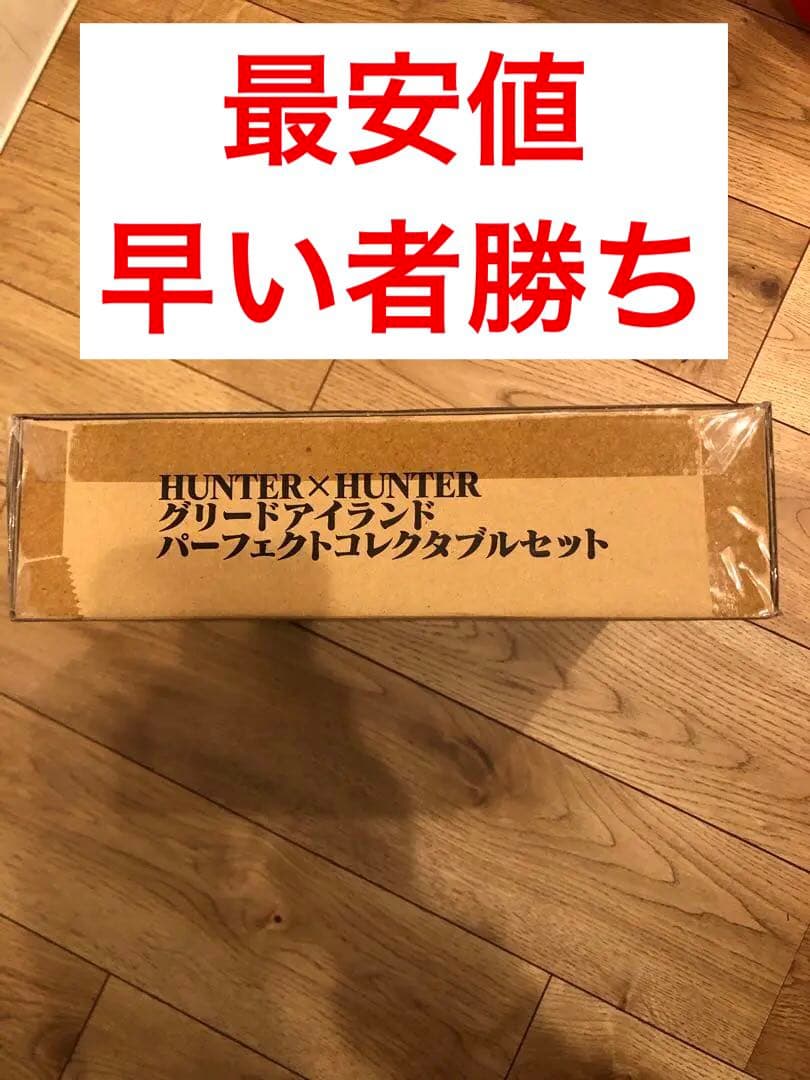 最安値
早い者勝ち
HUNTER×HUNTER
グリードアイランド
パーフェクトコレクタブルセット